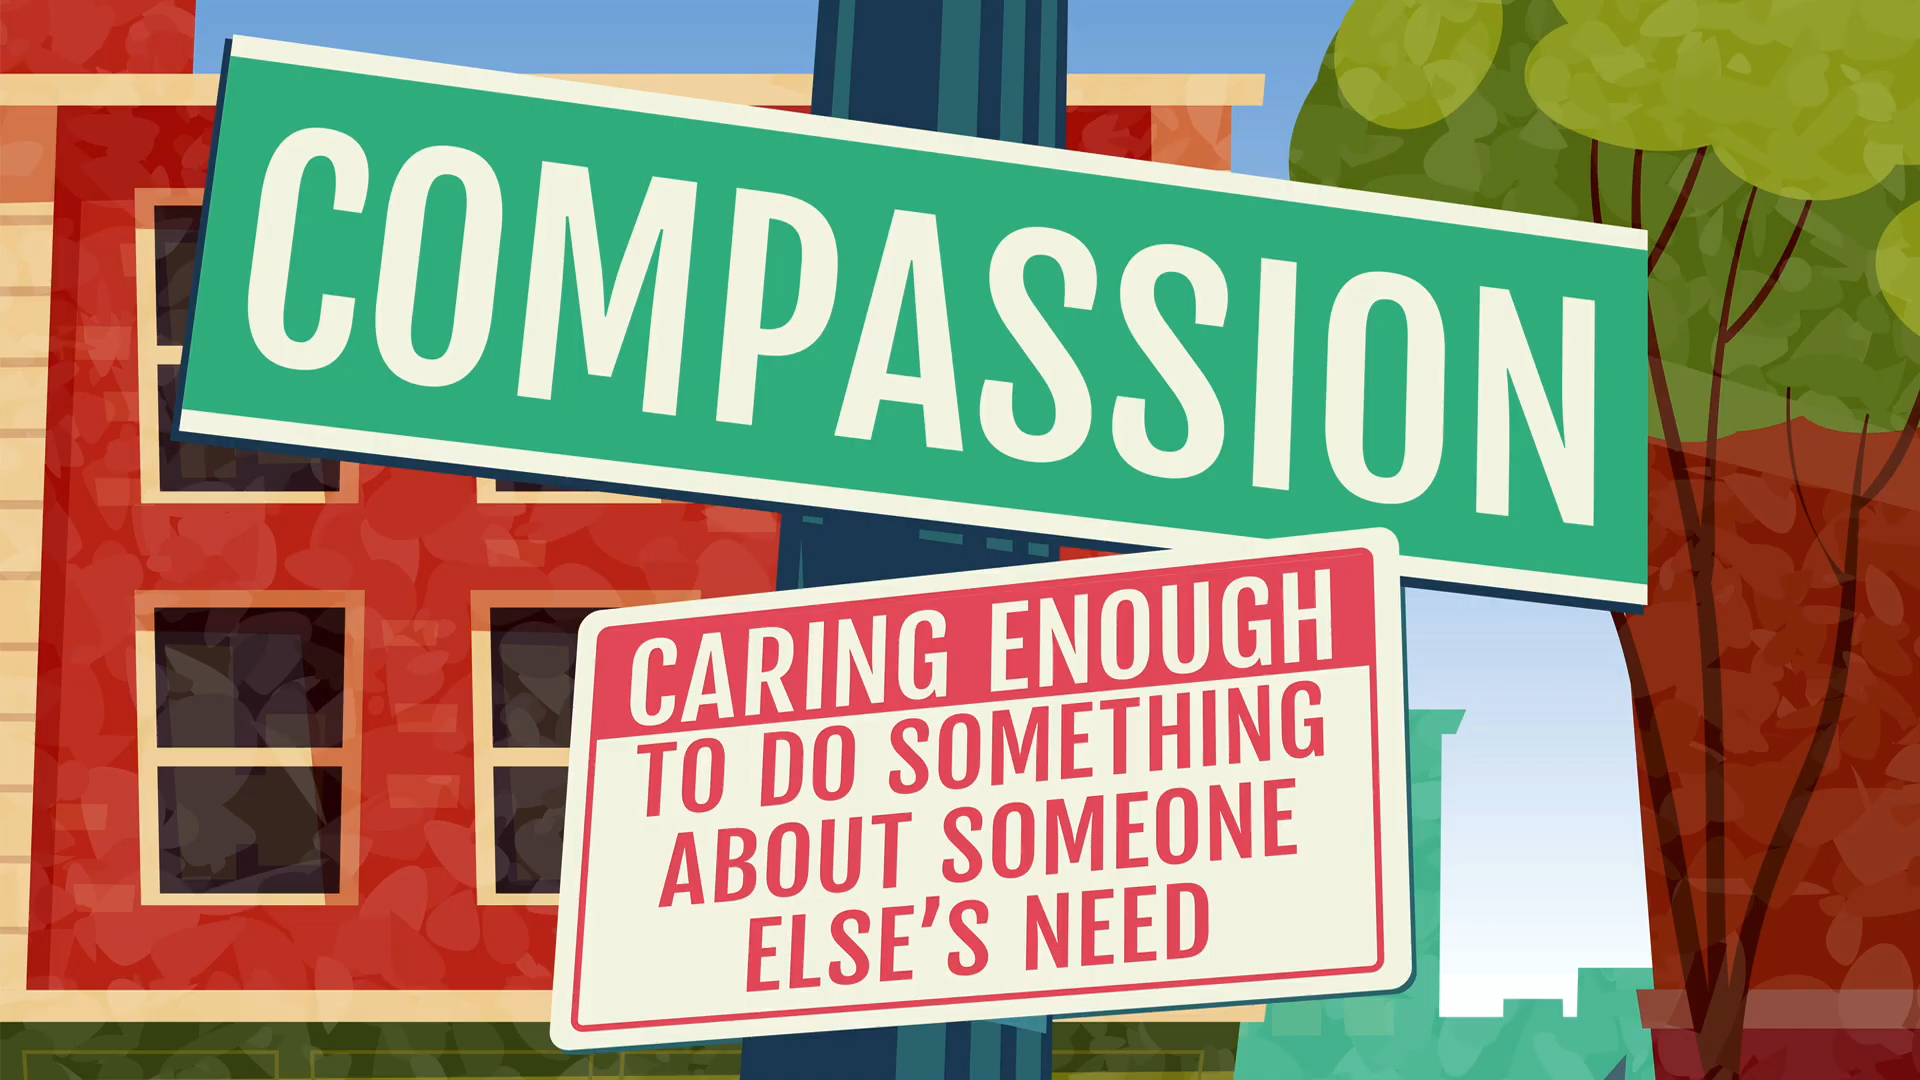 COMPASSION
CARING ENOUGH
TO DO SOMETHING
ABOUT SOMEONE
ELSE’S NEED